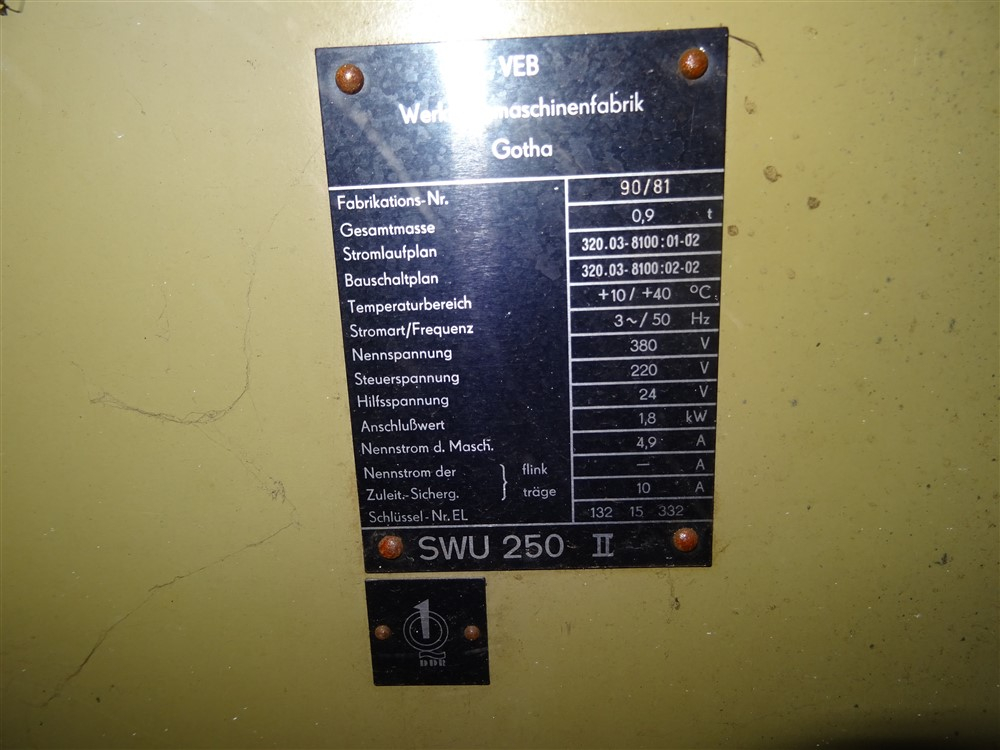 VEB
maschinenfabrik
Gotha
Fabrikations-Nr. 90/81
Gesamtmasse 0,9 t
Stromlaufplan 320.03-8100:01-02
Bauschaltplan 320.03-8100:02-02
Temperaturbereich +10/+40 °C
Stromart/Frequenz 3~/50 Hz
Nennspannung 380 V
Steuerspannung 220 V
Hilfsspannung 24 V
Anschlußwert 1,8 kW
Nennstrom d. Masch. 4,9 A
Nennstrom der } flink — A
Zuleit.-Sicherg. träge 10 A
Schlüssel-Nr. EL 132 15 332
SWU 250 II
1
DDR